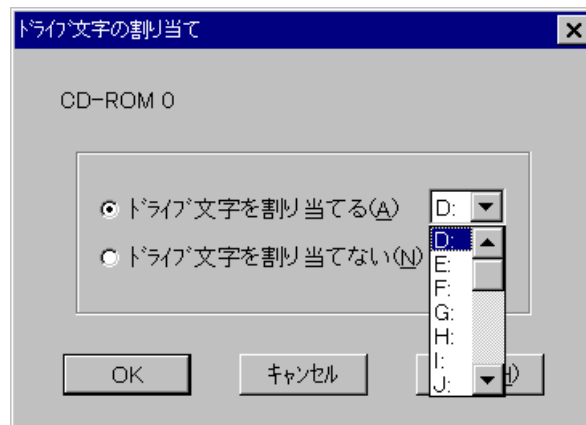 ﾄﾞﾗｲﾌﾞ文字の割り当て
CD-ROM 0
ﾄﾞﾗｲﾌﾞ文字を割り当てる(A)
D:
ﾄﾞﾗｲﾌﾞ文字を割り当てない(N)
D:
E:
F:
G:
H:
I:
J:
OK
ｷｬﾝｾﾙ